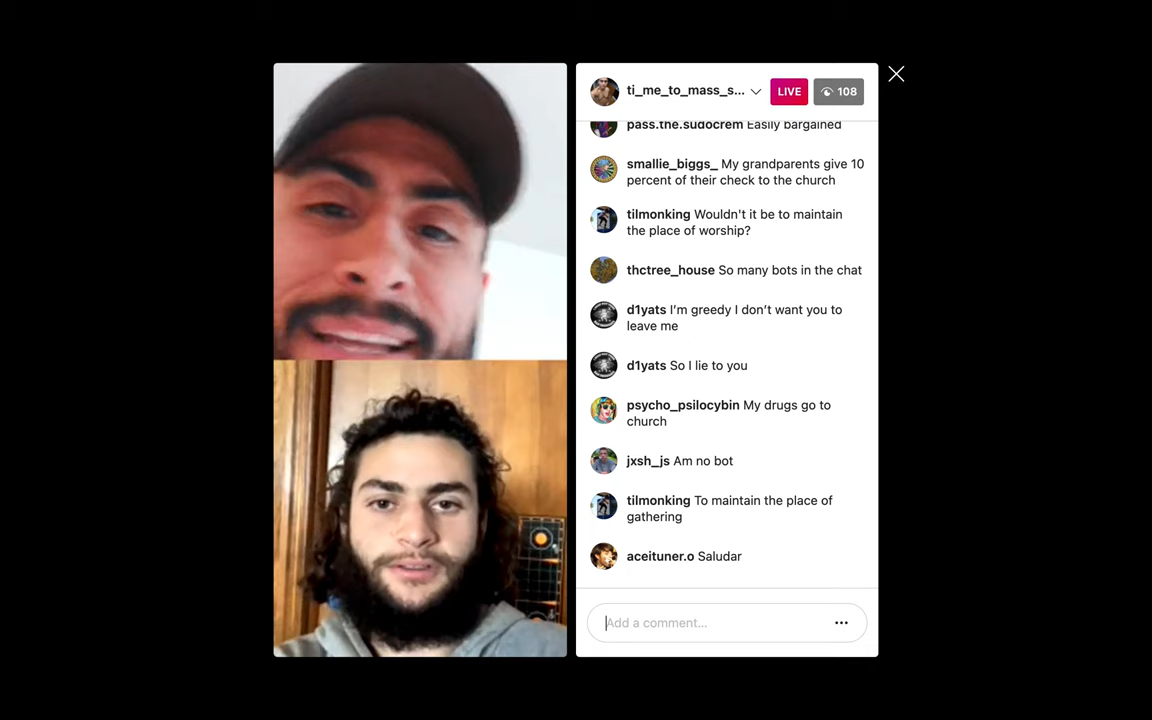 ti_me_to_mass_s...
LIVE
108
pass.the.sudocrem Easily bargained
smallie_biggs_ My grandparents give 10
percent of their check to the church
tilmonking Wouldn't it be to maintain
the place of worship?
thctree_house So many bots in the chat
d1yats I’m greedy I don’t want you to
leave me
d1yats So I lie to you
psycho_psilocybin My drugs go to
church
jxsh_js Am no bot
tilmonking To maintain the place of
gathering
aceituner.o Saludar
Add a comment...